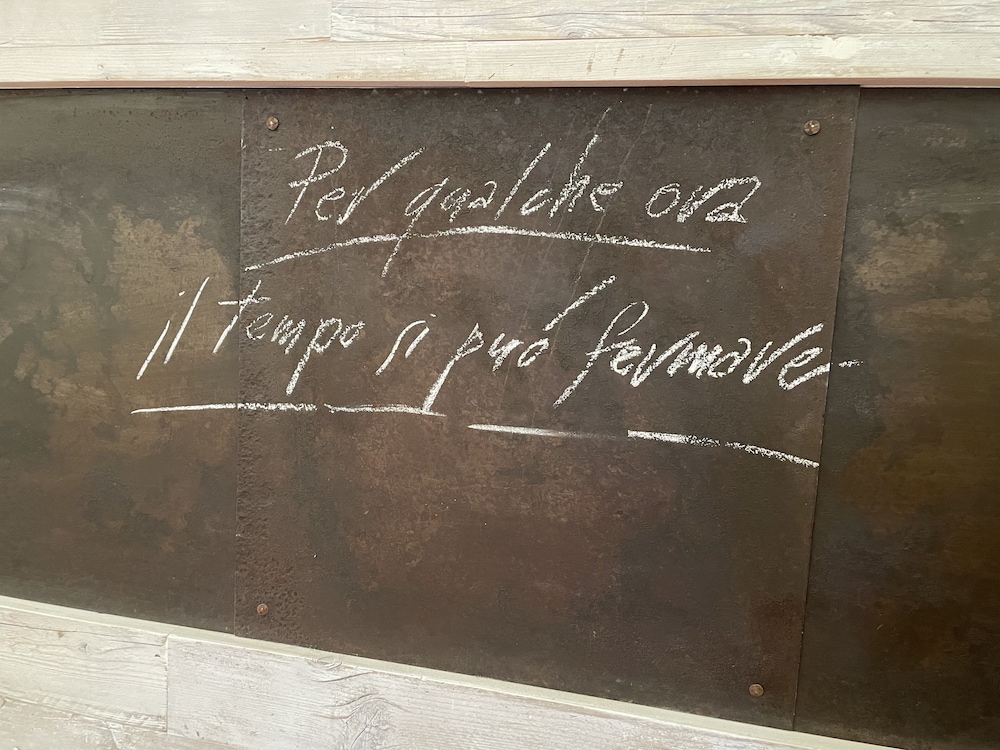 Per qualche ora
il tempo si può fermare